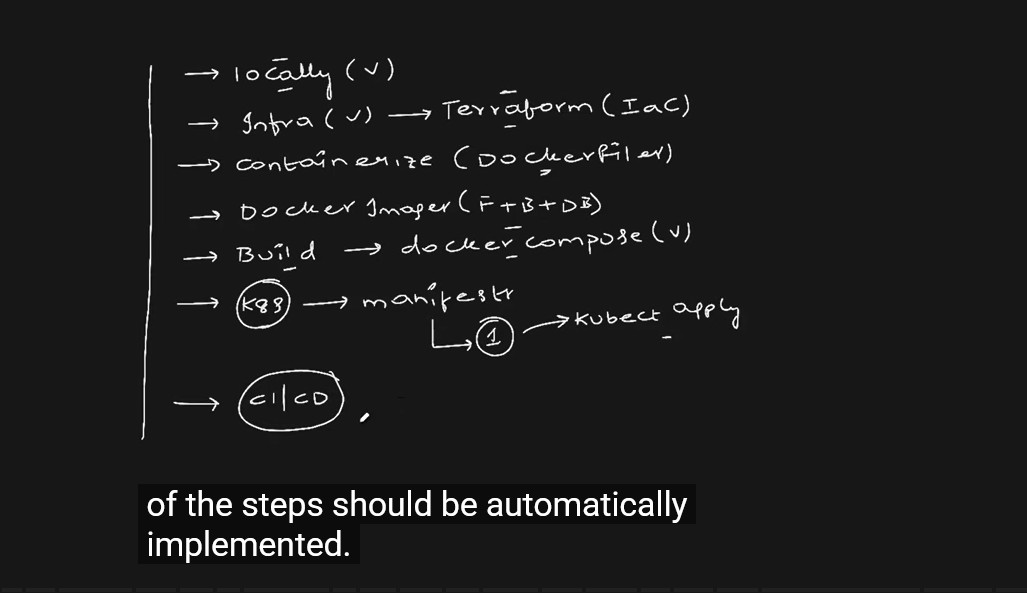 → locally (✓)
→ Infra (✓) → Terraform (IaC)
→ containerize (Dockerfiles)
→ Docker Images (F+B+DB)
→ Build → docker compose (✓)
→ K8S → manifests
1 → Kubect apply
→ CI/CD
of the steps should be automatically
implemented.